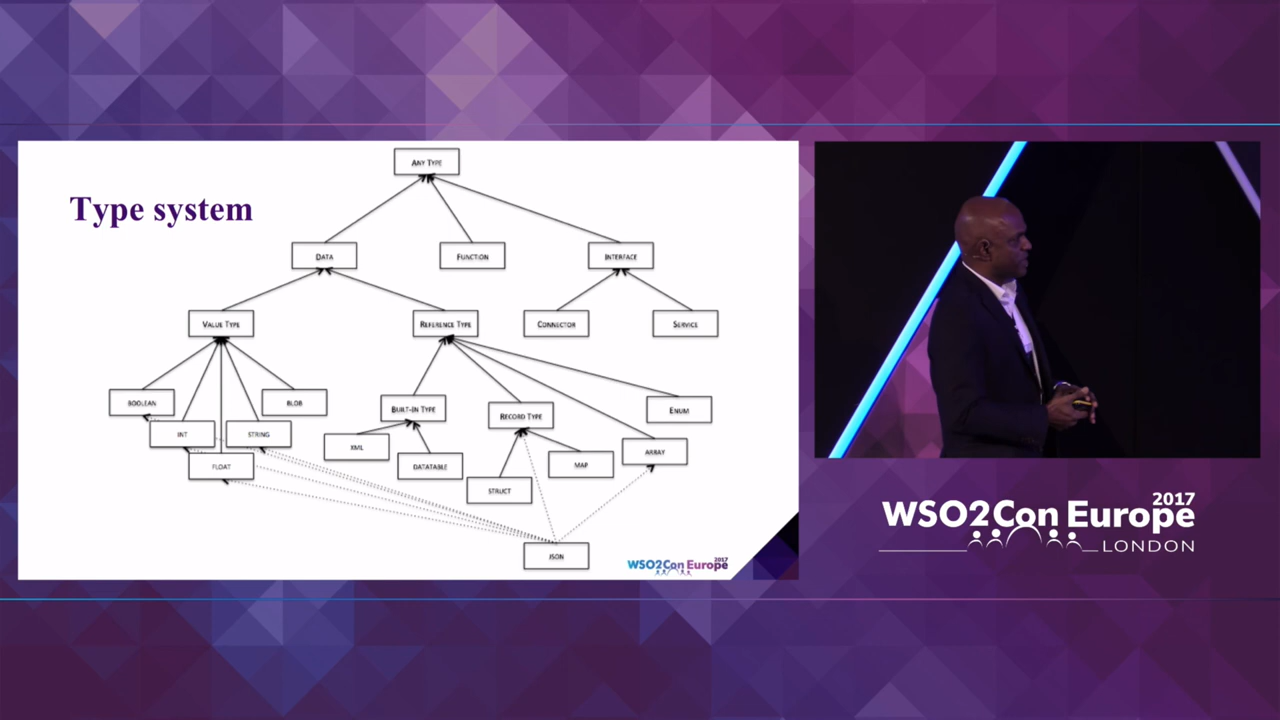 Type system
ANY TYPE
DATA
FUNCTION
INTERFACE
VALUE TYPE
REFERENCE TYPE
CONNECTOR
SERVICE
BOOLEAN
BLOB
INT
STRING
FLOAT
BUILT-IN TYPE
RECORD TYPE
ENUM
XML
DATATABLE
MAP
ARRAY
STRUCT
JSON
WSO2Con Europe 2017
WSO2Con Europe 2017
LONDON